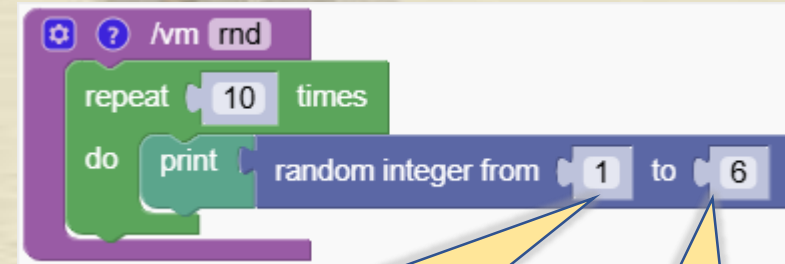 ? /vm rnd
repeat 10 times
do print random integer from 1 to 6